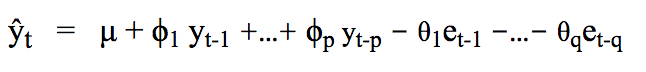 ŷt = μ + ϕ1 yt-1 +...+ ϕp yt-p − θ1et-1 −...− θqet-q